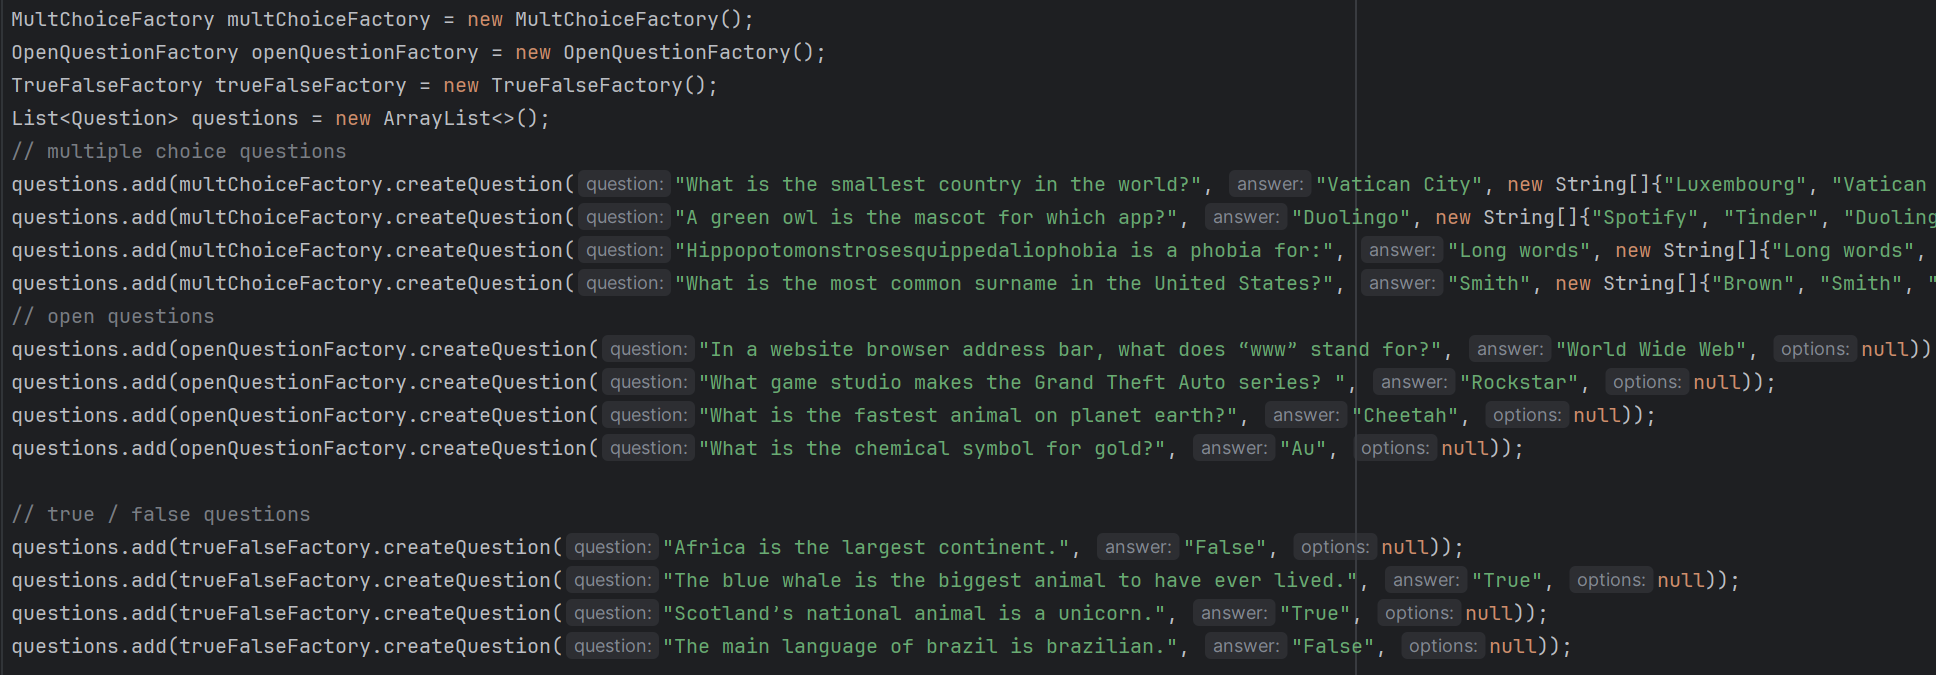 MultChoiceFactory multChoiceFactory = new MultChoiceFactory();
OpenQuestionFactory openQuestionFactory = new OpenQuestionFactory();
TrueFalseFactory trueFalseFactory = new TrueFalseFactory();
List<Question> questions = new ArrayList<>();
// multiple choice questions
questions.add(multChoiceFactory.createQuestion( question: "What is the smallest country in the world?", answer: "Vatican City", new String[]{"Luxembourg", "Vatican
questions.add(multChoiceFactory.createQuestion( question: "A green owl is the mascot for which app?", answer: "Duolingo", new String[]{"Spotify", "Tinder", "Duoling
questions.add(multChoiceFactory.createQuestion( question: "Hippopotomonstrosesquippedaliophobia is a phobia for:", answer: "Long words", new String[]{"Long words",
questions.add(multChoiceFactory.createQuestion( question: "What is the most common surname in the United States?", answer: "Smith", new String[]{"Brown", "Smith", "
// open questions
questions.add(openQuestionFactory.createQuestion( question: "In a website browser address bar, what does “www” stand for?", answer: "World Wide Web", options: null))
questions.add(openQuestionFactory.createQuestion( question: "What game studio makes the Grand Theft Auto series? ", answer: "Rockstar", options: null));
questions.add(openQuestionFactory.createQuestion( question: "What is the fastest animal on planet earth?", answer: "Cheetah", options: null));
questions.add(openQuestionFactory.createQuestion( question: "What is the chemical symbol for gold?", answer: "Au", options: null));
// true / false questions
questions.add(trueFalseFactory.createQuestion( question: "Africa is the largest continent.", answer: "False", options: null));
questions.add(trueFalseFactory.createQuestion( question: "The blue whale is the biggest animal to have ever lived.", answer: "True", options: null));
questions.add(trueFalseFactory.createQuestion( question: "Scotland’s national animal is a unicorn.", answer: "True", options: null));
questions.add(trueFalseFactory.createQuestion( question: "The main language of brazil is brazilian.", answer: "False", options: null));